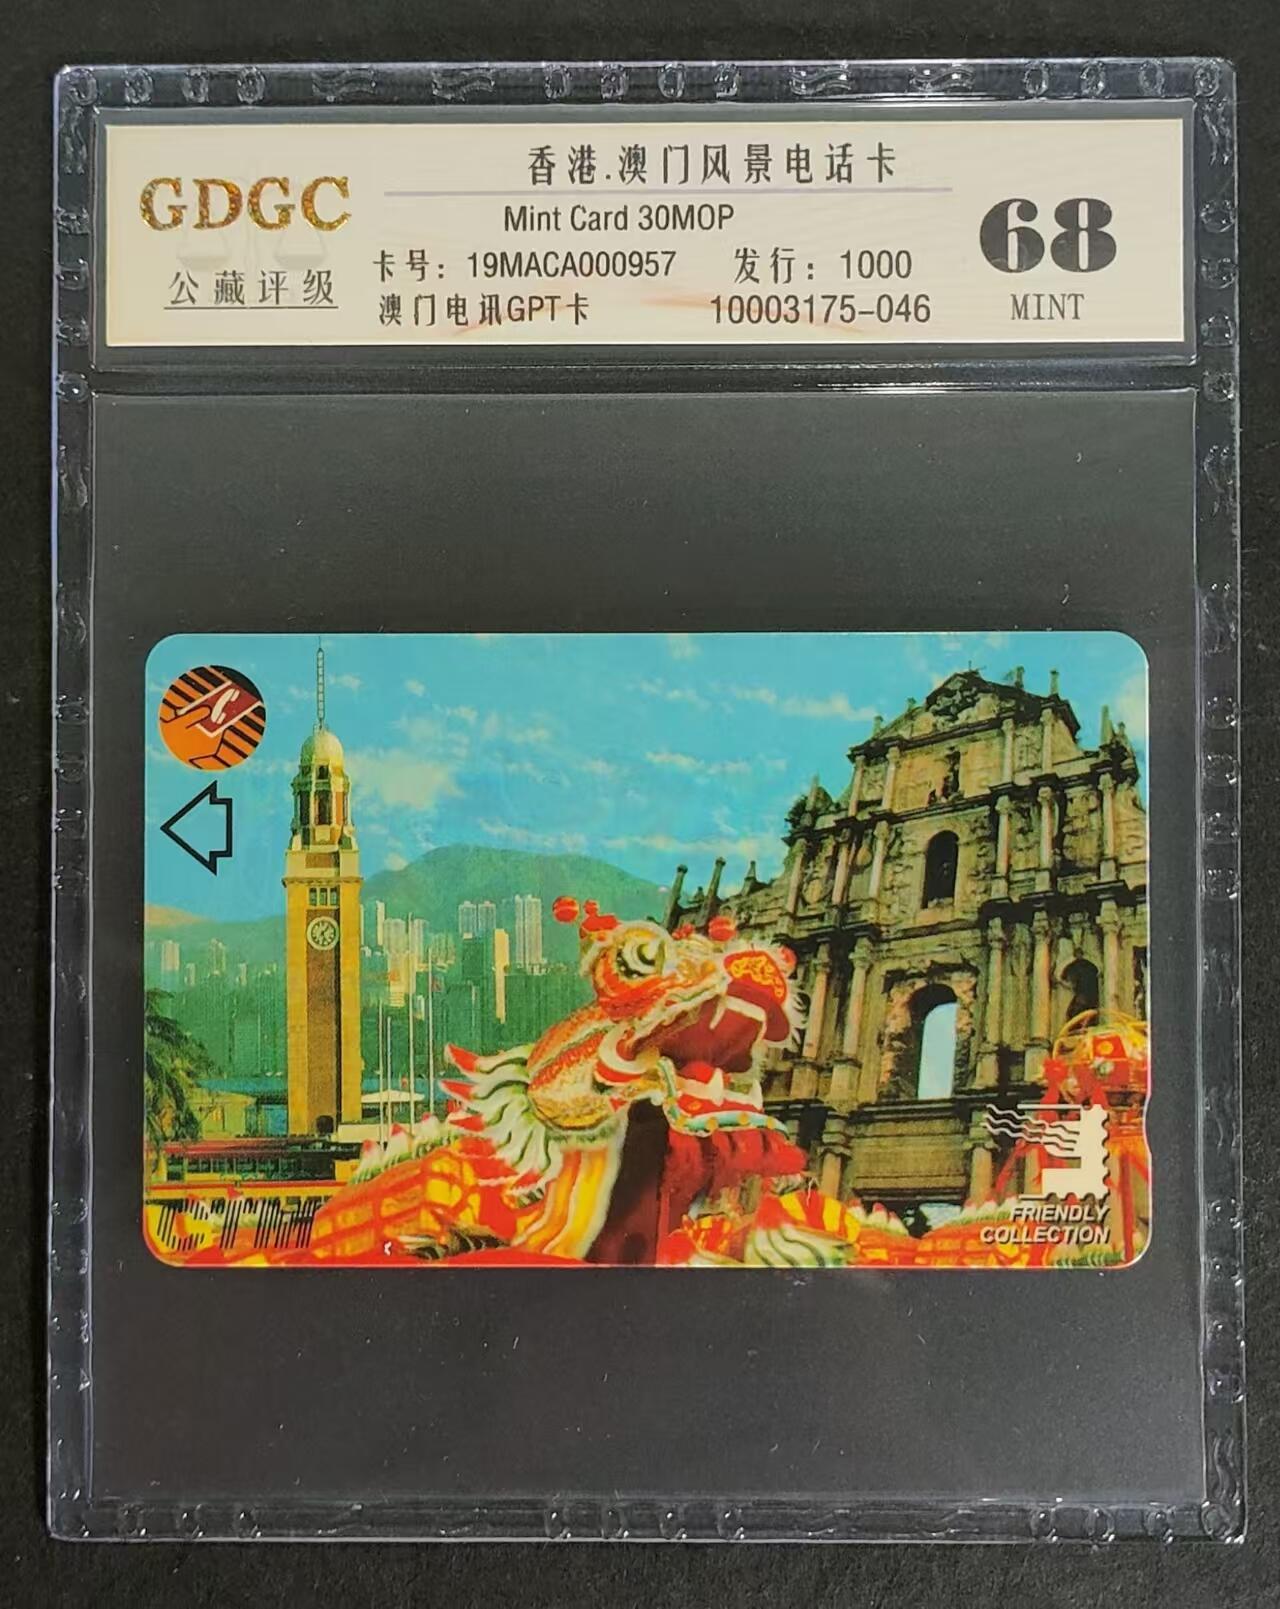 香港.澳门风景电话卡
GDGC
Mint Card 30MOP
68
公藏评级
卡号: 19MACA000957 发行: 1000
MINT
澳门电讯GPT卡 10003175-046
FRIENDLY
COLLECTION